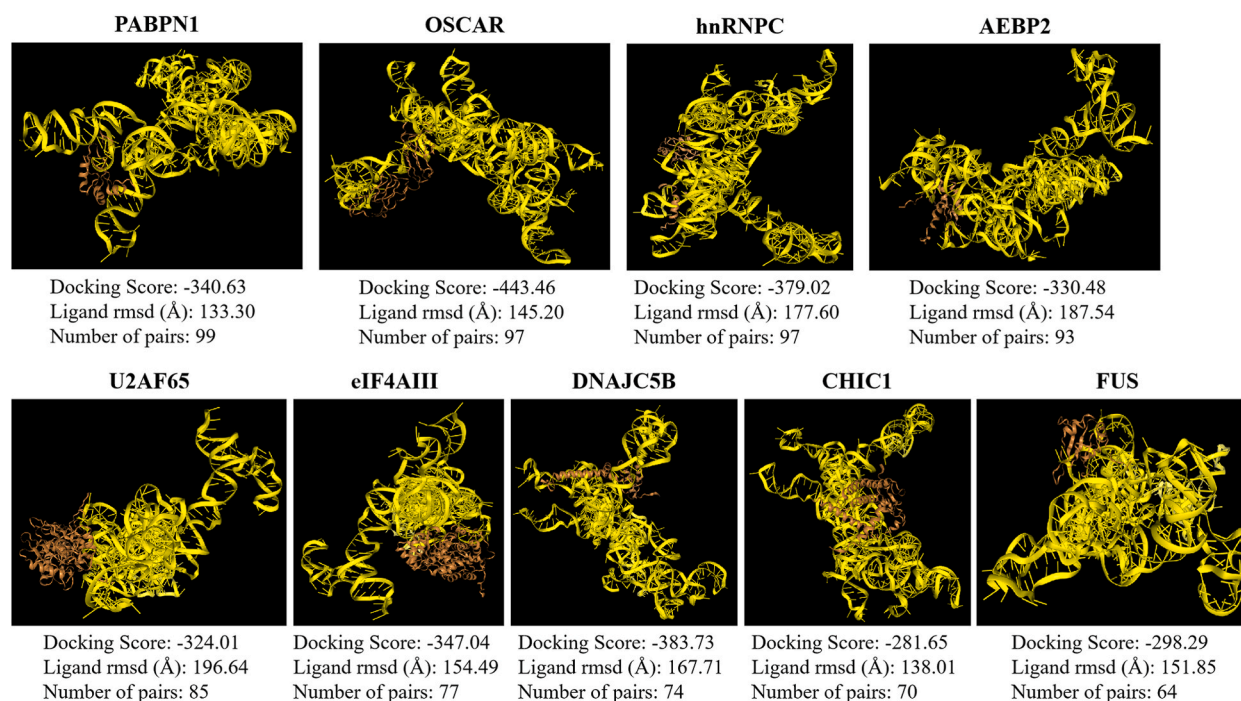 PABPN1
OSCAR
hnRNPC
AEBP2
Docking Score: -340.63
Ligand rmsd (Å): 133.30
Number of pairs: 99
Docking Score: -443.46
Ligand rmsd (Å): 145.20
Number of pairs: 97
Docking Score: -379.02
Ligand rmsd (Å): 177.60
Number of pairs: 97
Docking Score: -330.48
Ligand rmsd (Å): 187.54
Number of pairs: 93
U2AF65
eIF4AIII
DNAJC5B
CHIC1
FUS
Docking Score: -324.01
Ligand rmsd (Å): 196.64
Number of pairs: 85
Docking Score: -347.04
Ligand rmsd (Å): 154.49
Number of pairs: 77
Docking Score: -383.73
Ligand rmsd (Å): 167.71
Number of pairs: 74
Docking Score: -281.65
Ligand rmsd (Å): 138.01
Number of pairs: 70
Docking Score: -298.29
Ligand rmsd (Å): 151.85
Number of pairs: 64